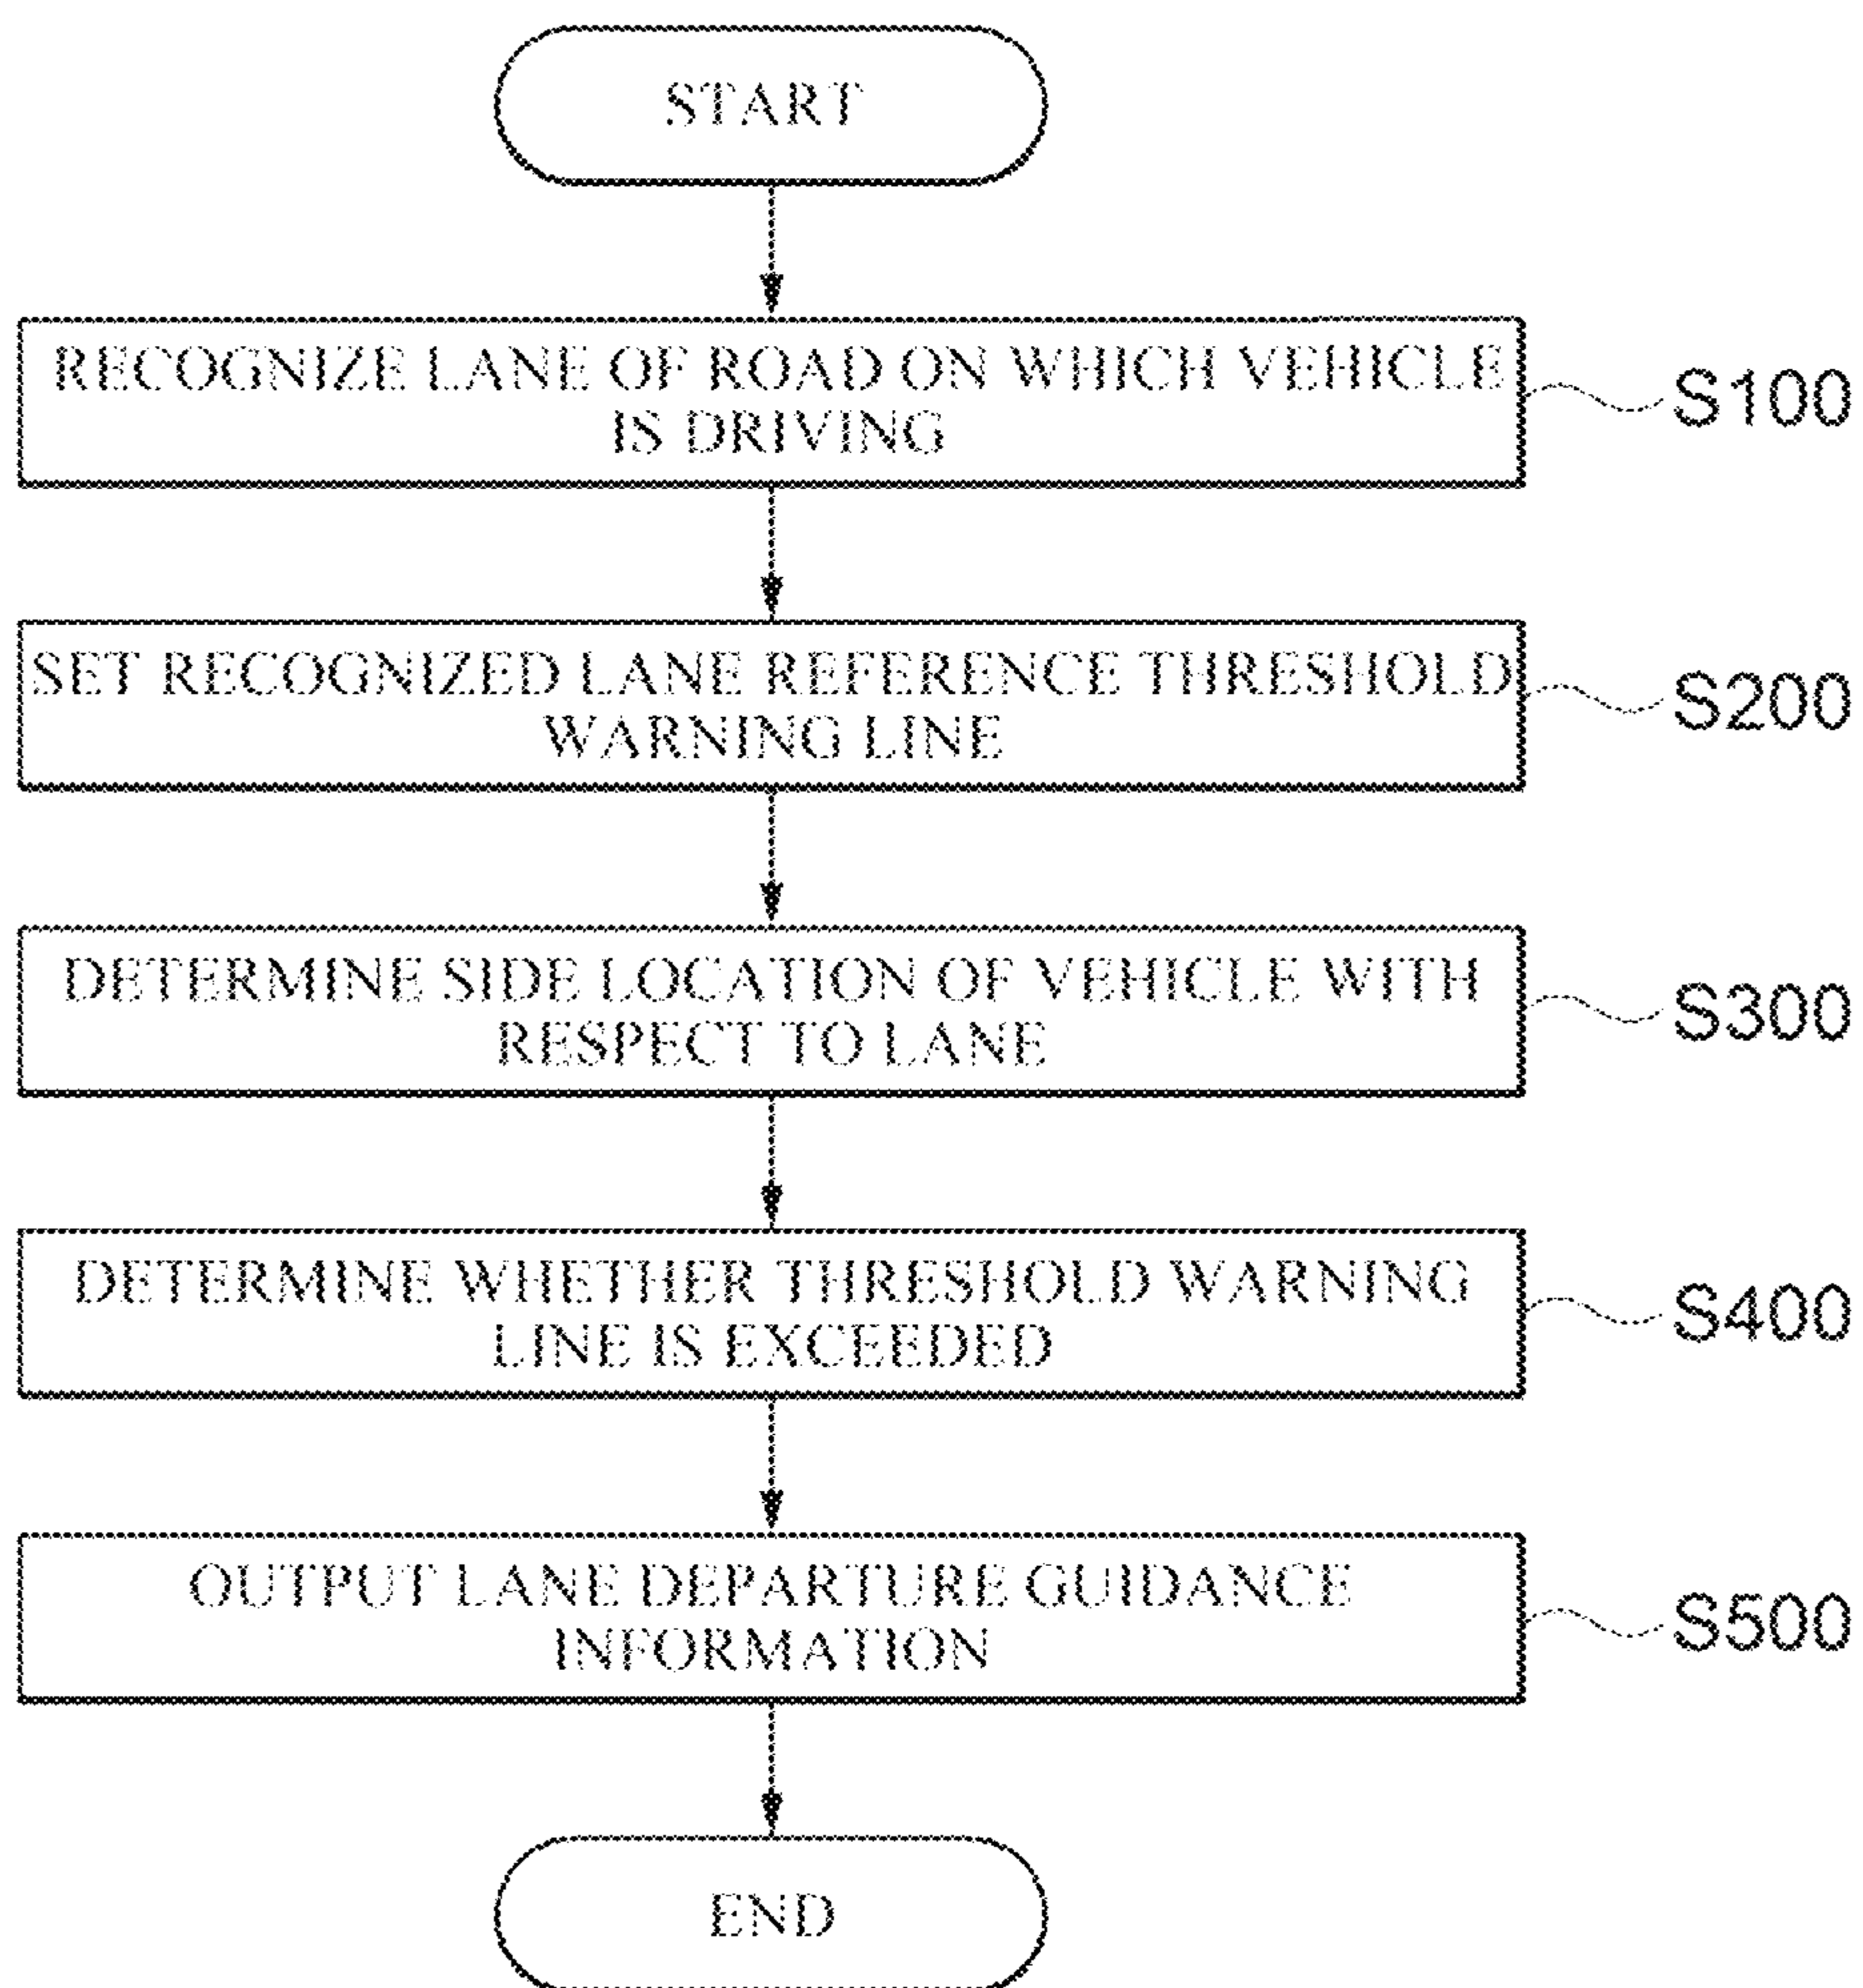 START
RECOGNIZE LANE OF ROAD ON WHICH VEHICLE
IS DRIVING
S100
SET RECOGNIZED LANE REFERENCE THRESHOLD
WARNING LINE
S200
DETERMINE SIDE LOCATION OF VEHICLE WITH
RESPECT TO LANE
S300
DETERMINE WHETHER THRESHOLD WARNING
LINE IS EXCEEDED
S400
OUTPUT LANE DEPARTURE GUIDANCE
INFORMATION
S500
END